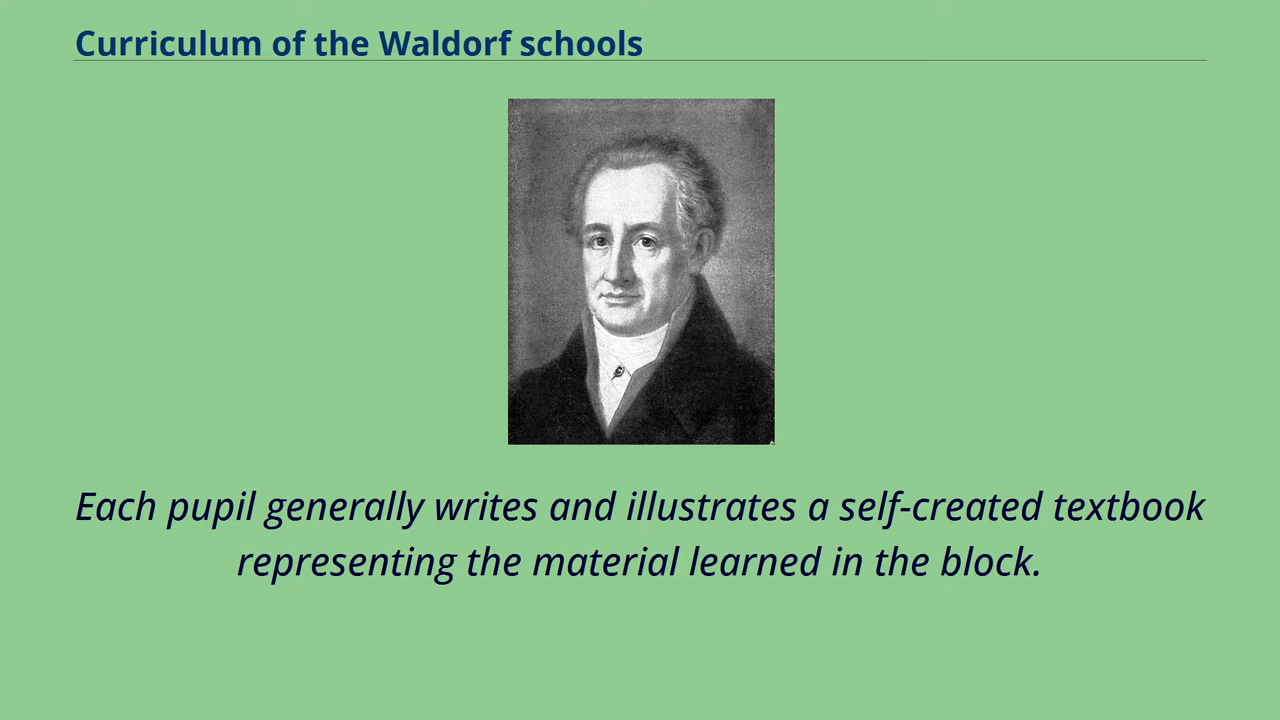 Curriculum of the Waldorf schools
Each pupil generally writes and illustrates a self-created textbook
representing the material learned in the block.